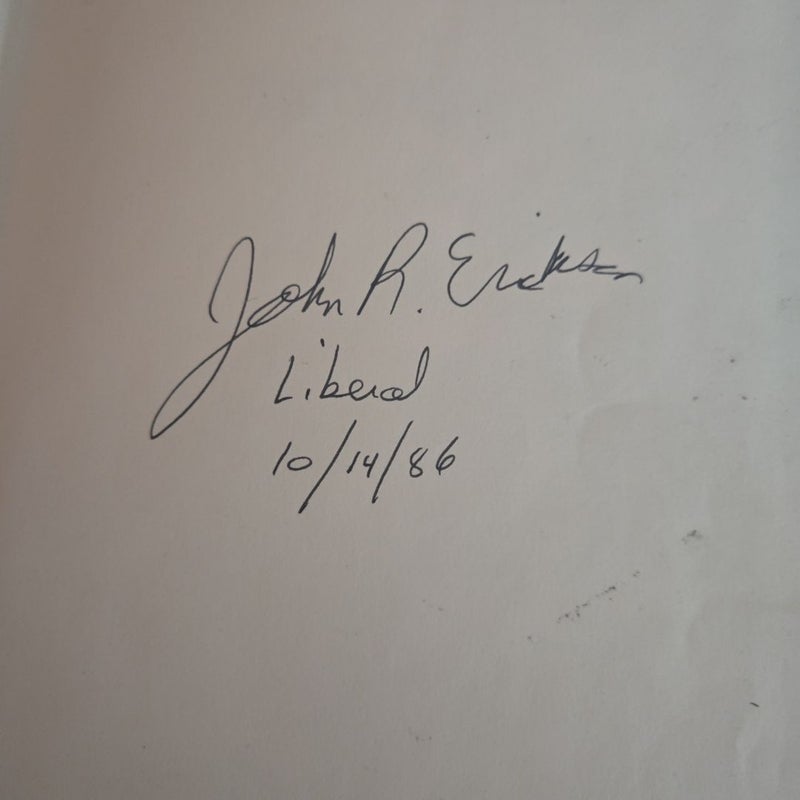 John R. Erickson
Liberal
10/14/86